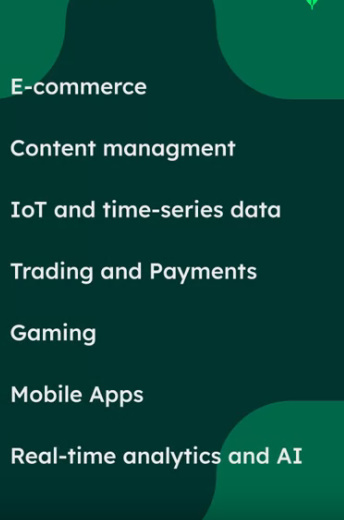 E-commerce
Content managment
IoT and time-series data
Trading and Payments
Gaming
Mobile Apps
Real-time analytics and AI